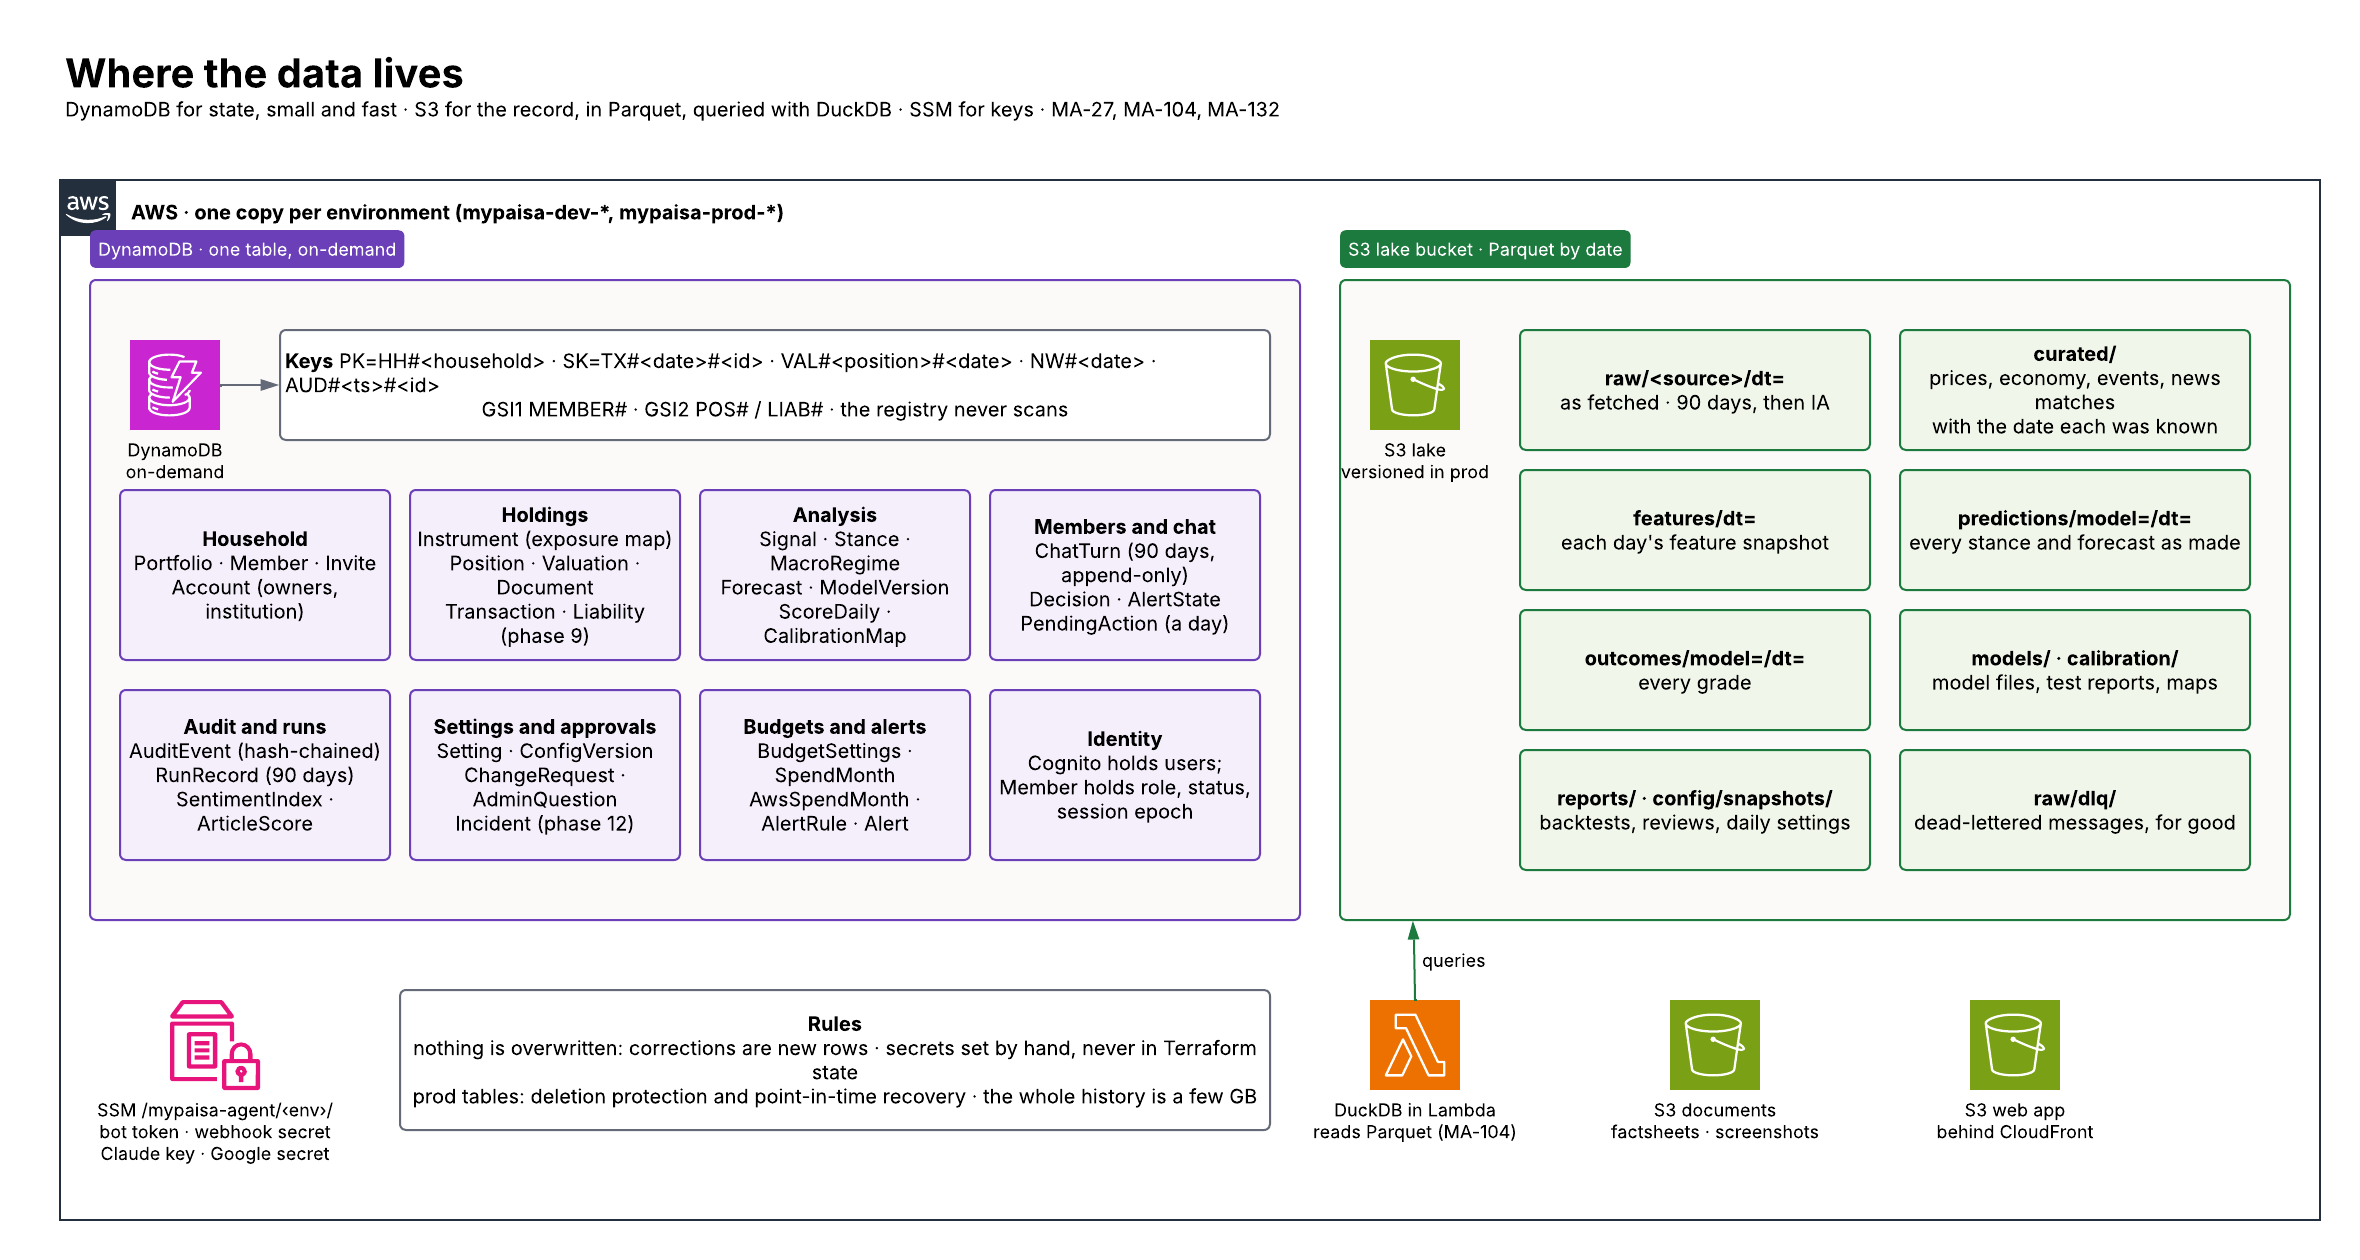 Where the data lives
DynamoDB for state, small and fast · S3 for the record, in Parquet, queried with DuckDB · SSM for keys · MA-27, MA-104, MA-132
aws
AWS · one copy per environment (mypaisa-dev-*, mypaisa-prod-*)
DynamoDB · one table, on-demand
DynamoDB
on-demand
Keys PK=HH#<household> · SK=TX#<date>#<id> · VAL#<position>#<date> · NW#<date> ·
AUD#<ts>#<id>
GSI1 MEMBER# · GSI2 POS# / LIAB# · the registry never scans
Household
Portfolio · Member · Invite
Account (owners,
institution)
Holdings
Instrument (exposure map)
Position · Valuation ·
Document
Transaction · Liability
(phase 9)
Analysis
Signal · Stance ·
MacroRegime
Forecast · ModelVersion
ScoreDaily ·
CalibrationMap
Members and chat
ChatTurn (90 days,
append-only)
Decision · AlertState
PendingAction (a day)
Audit and runs
AuditEvent (hash-chained)
RunRecord (90 days)
SentimentIndex ·
ArticleScore
Settings and approvals
Setting · ConfigVersion
ChangeRequest ·
AdminQuestion
Incident (phase 12)
Budgets and alerts
BudgetSettings ·
SpendMonth
AwsSpendMonth ·
AlertRule · Alert
Identity
Cognito holds users;
Member holds role, status,
session epoch
S3 lake bucket · Parquet by date
S3 lake
versioned in prod
raw/<source>/dt=
as fetched · 90 days, then IA
curated/
prices, economy, events, news
matches
with the date each was known
features/dt=
each day's feature snapshot
predictions/model=/dt=
every stance and forecast as made
outcomes/model=/dt=
every grade
models/ · calibration/
model files, test reports, maps
reports/ · config/snapshots/
backtests, reviews, daily settings
raw/dlq/
dead-lettered messages, for good
queries
SSM /mypaisa-agent/‹env›/
bot token · webhook secret
Claude key · Google secret
Rules
nothing is overwritten: corrections are new rows · secrets set by hand, never in Terraform
state
prod tables: deletion protection and point-in-time recovery · the whole history is a few GB
DuckDB in Lambda
reads Parquet (MA-104)
S3 documents
factsheets · screenshots
S3 web app
behind CloudFront